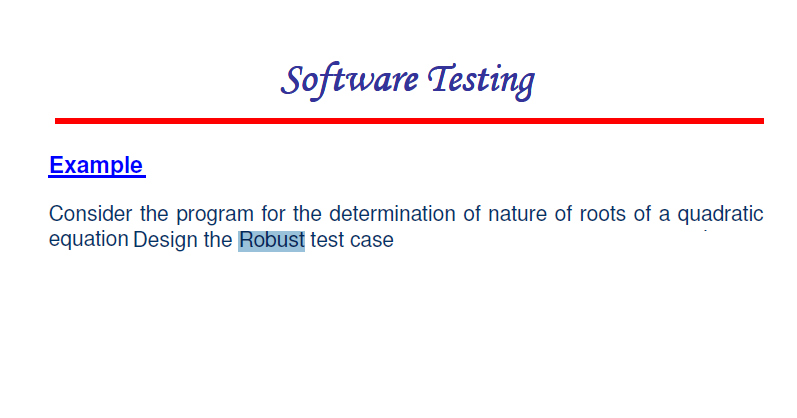 Software Testing
Example
Consider the program for the determination of nature of roots of a quadratic
equation Design the Robust test case